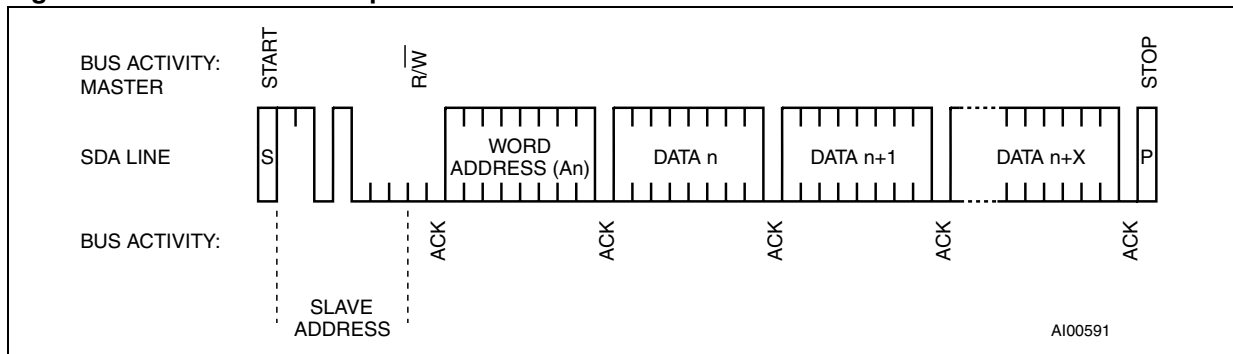 BUS ACTIVITY:
MASTER
START
R/W
STOP
SDA LINE
S
WORD
ADDRESS (An)
DATA n
DATA n+1
DATA n+X
P
BUS ACTIVITY:
ACK
ACK
ACK
ACK
ACK
SLAVE
ADDRESS
AI00591